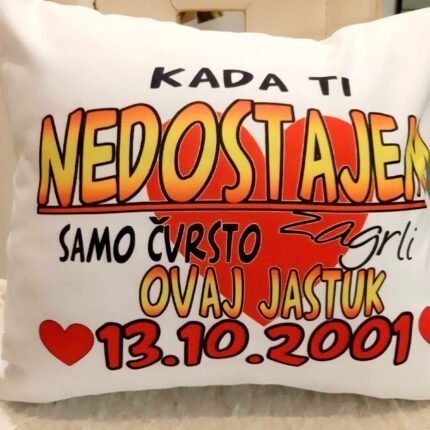 KADA TI
NEDOSTAJEM
SAMO ČVRSTO zagrli
OVAJ JASTUK
13.10.2001